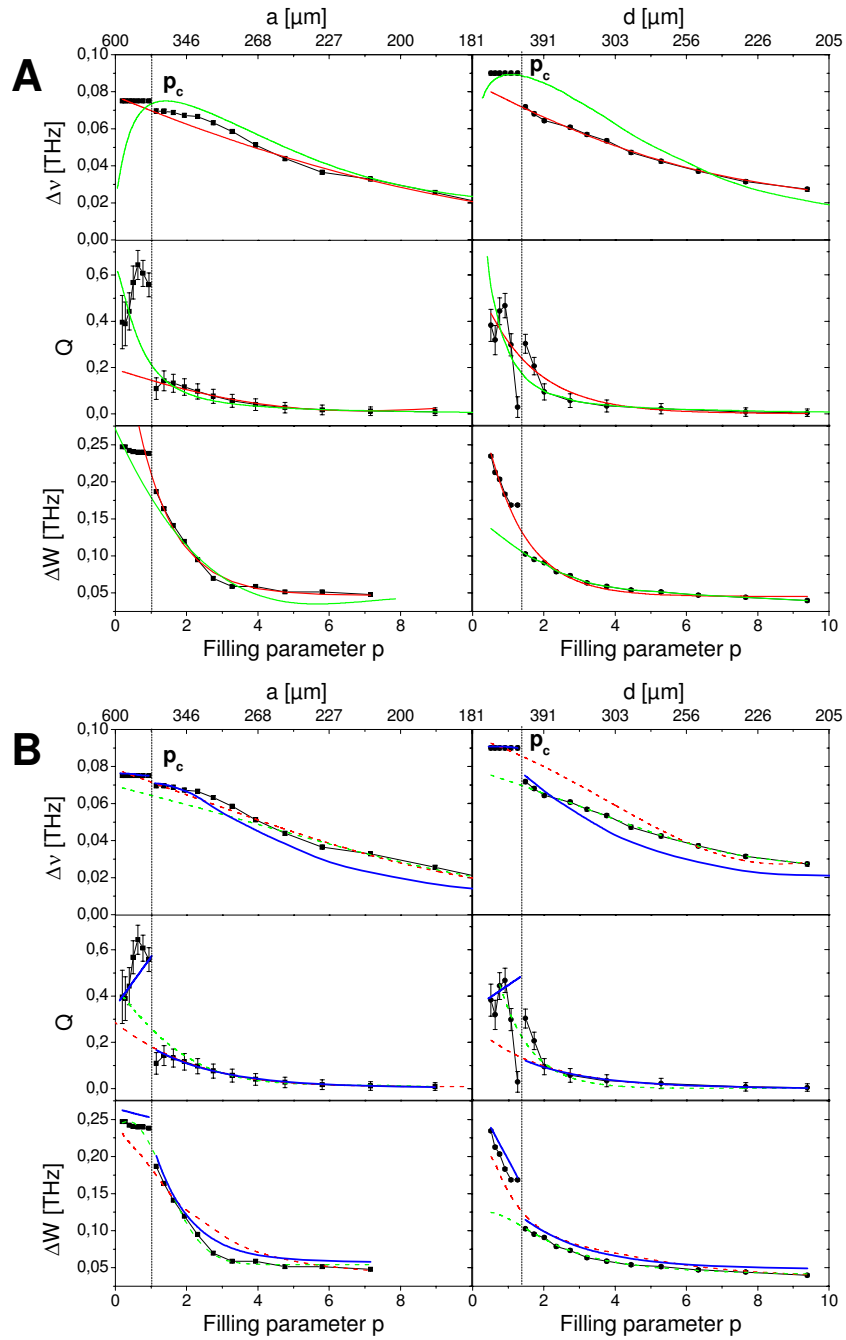 a [µm] d [µm]
600 346 268 227 200 181 391 303 256 226 205
A
p_c p_c
0,10
0,08
0,06
0,04
0,02
0,00
Δν [THz]
0,6
0,4
0,2
0,0
Q
0,25
0,20
0,15
0,10
0,05
ΔW [THz]
0 2 4 6 8 0 2 4 6 8 10
Filling parameter p Filling parameter p
a [µm] d [µm]
600 346 268 227 200 181 391 303 256 226 205
B
p_c p_c
0,10
0,08
0,06
0,04
0,02
0,00
Δν [THz]
0,6
0,4
0,2
0,0
Q
0,25
0,20
0,15
0,10
0,05
ΔW [THz]
0 2 4 6 8 0 2 4 6 8 10
Filling parameter p Filling parameter p